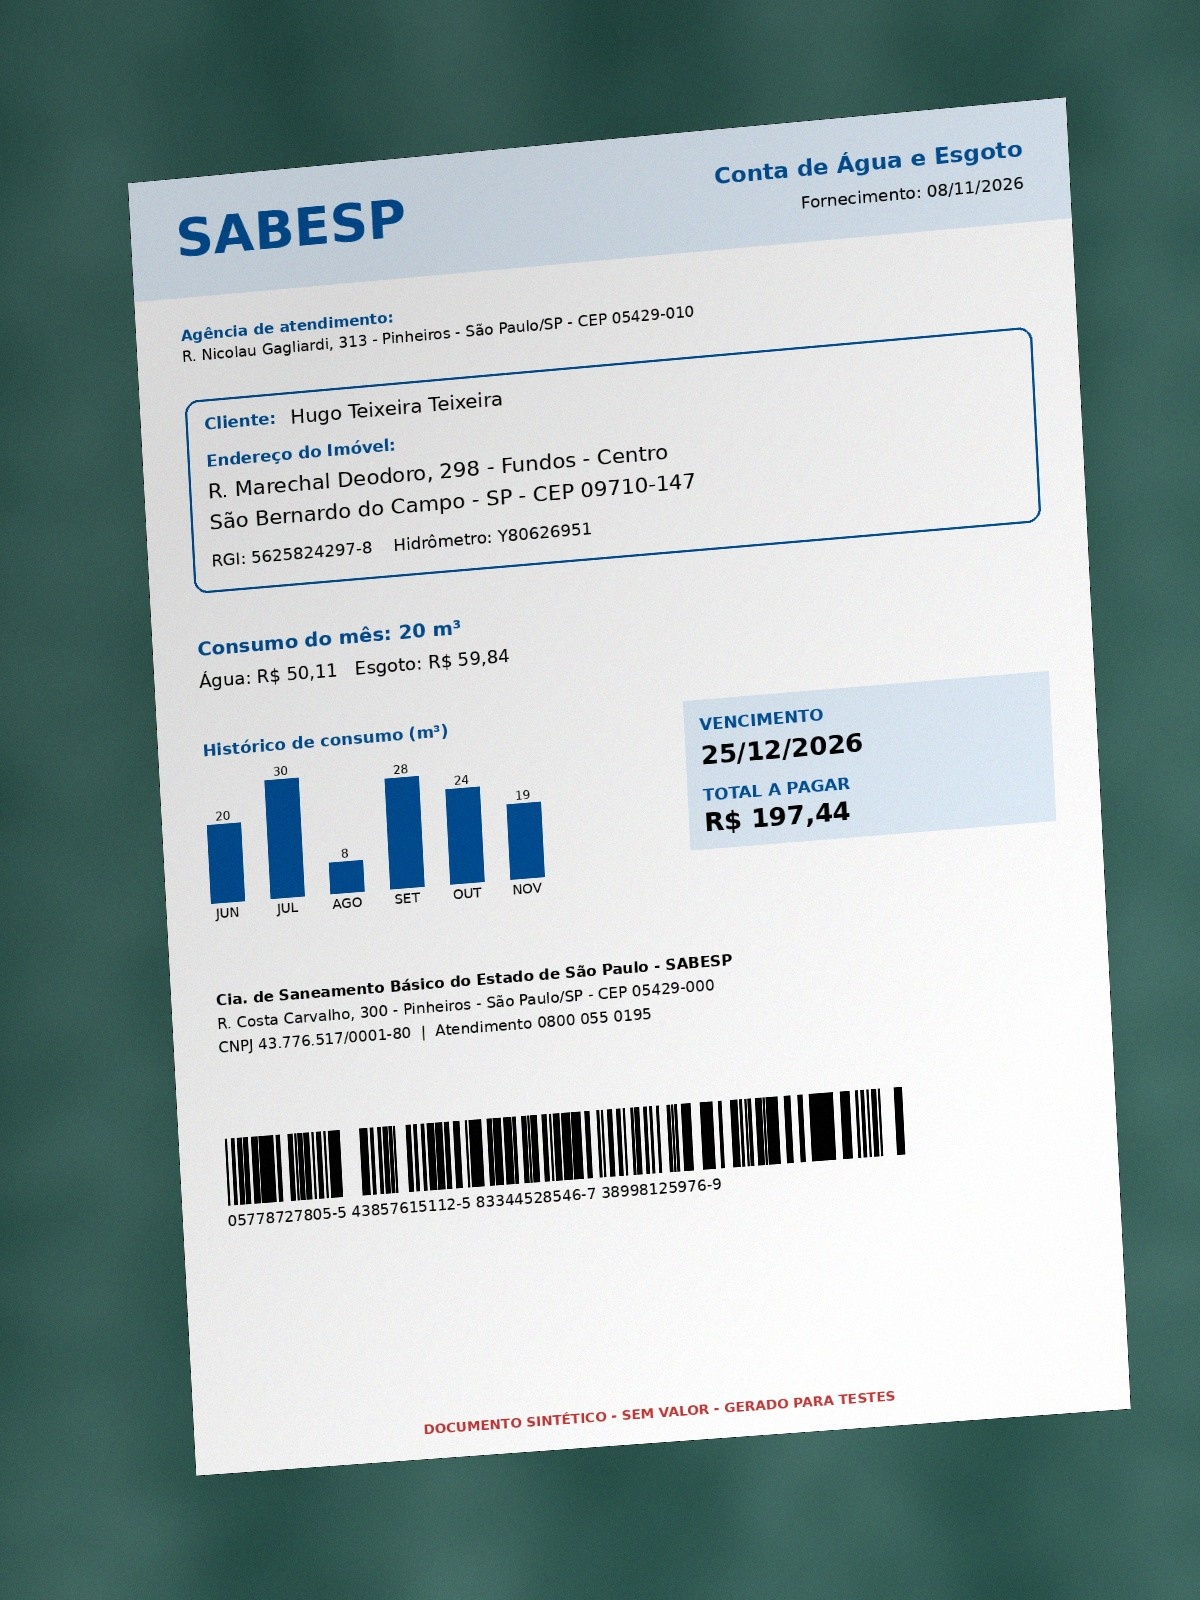 SABESP
Conta de Água e Esgoto
Fornecimento: 08/11/2026
Agência de atendimento:
R. Nicolau Gagliardi, 313 - Pinheiros - São Paulo/SP - CEP 05429-010
Cliente: Hugo Teixeira Teixeira
Endereço do Imóvel:
R. Marechal Deodoro, 298 - Fundos - Centro
São Bernardo do Campo - SP - CEP 09710-147
RGI: 5625824297-8 Hidrômetro: Y80626951
Consumo do mês: 20 m³
Água: R$ 50,11 Esgoto: R$ 59,84
Histórico de consumo (m³)
20 30 8 28 24 19
JUN JUL AGO SET OUT NOV
VENCIMENTO
25/12/2026
TOTAL A PAGAR
R$ 197,44
Cia. de Saneamento Básico do Estado de São Paulo - SABESP
R. Costa Carvalho, 300 - Pinheiros - São Paulo/SP - CEP 05429-000
CNPJ 43.776.517/0001-80 | Atendimento 0800 055 0195
05778727805-5 43857615112-5 83344528546-7 38998125976-9
DOCUMENTO SINTÉTICO - SEM VALOR - GERADO PARA TESTES